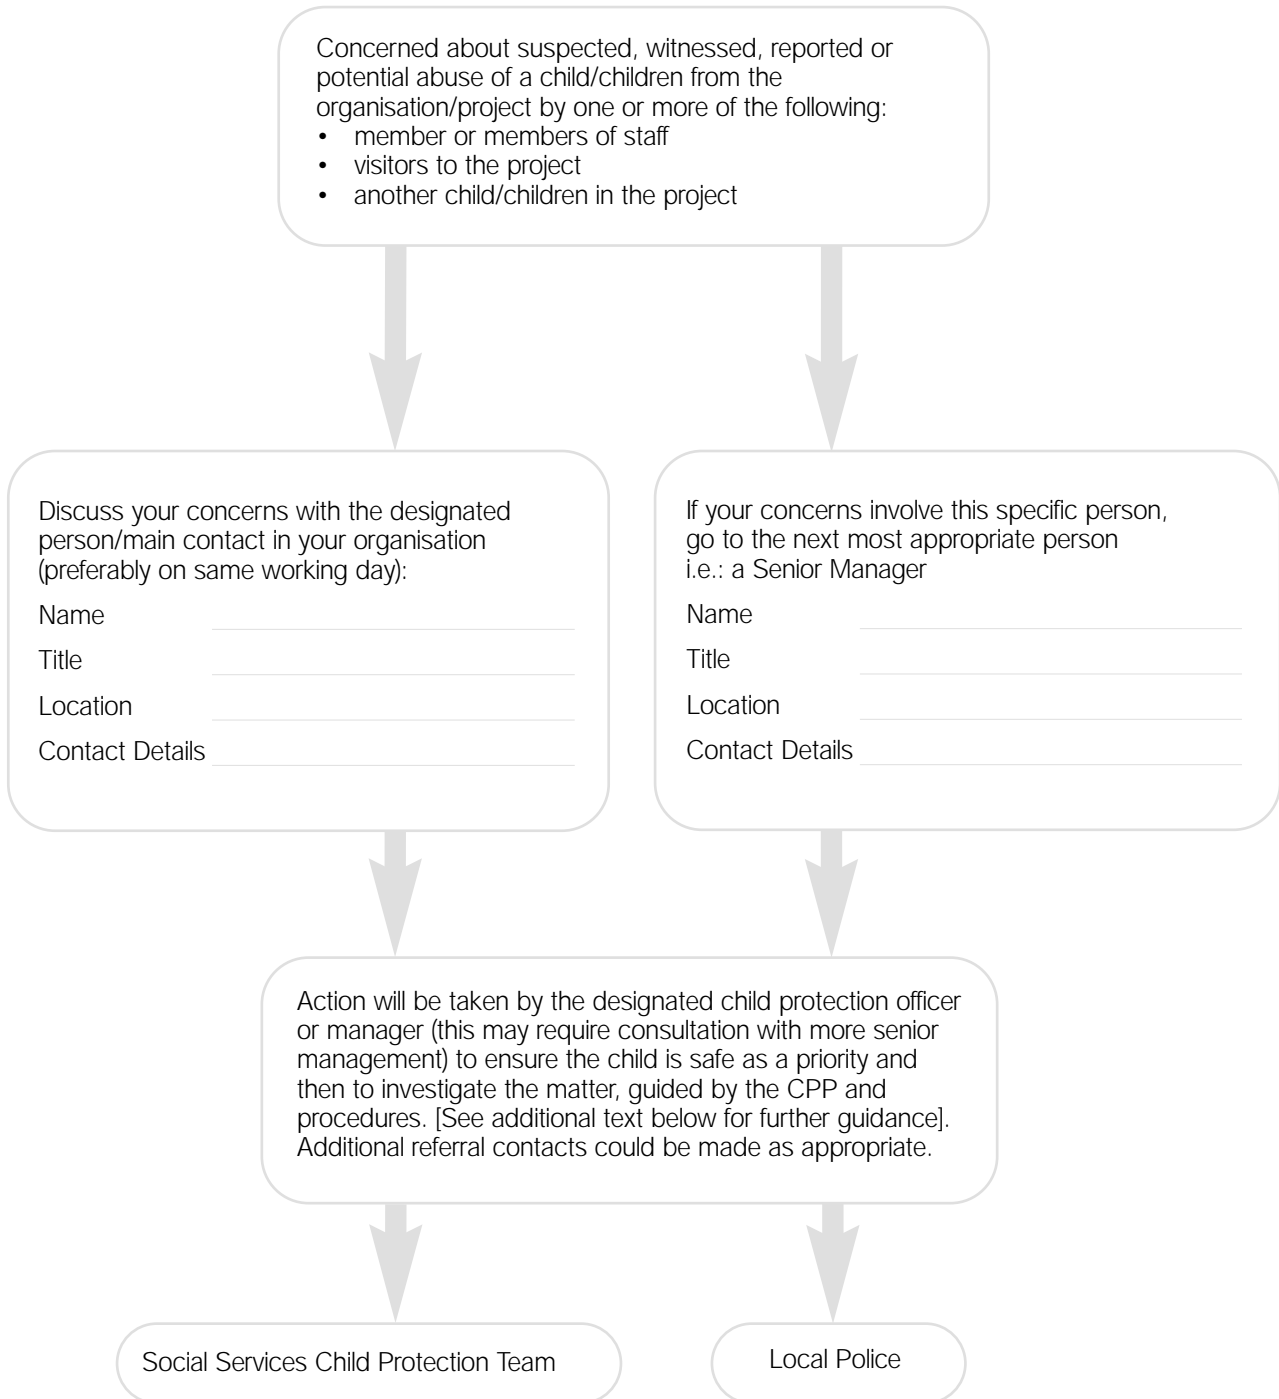 Concerned about suspected, witnessed, reported or
potential abuse of a child/children from the
organisation/project by one or more of the following:
• member or members of staff
• visitors to the project
• another child/children in the project
Discuss your concerns with the designated
person/main contact in your organisation
(preferably on same working day):
Name
Title
Location
Contact Details
If your concerns involve this specific person,
go to the next most appropriate person
i.e.: a Senior Manager
Name
Title
Location
Contact Details
Action will be taken by the designated child protection officer
or manager (this may require consultation with more senior
management) to ensure the child is safe as a priority and
then to investigate the matter, guided by the CPP and
procedures. [See additional text below for further guidance].
Additional referral contacts could be made as appropriate.
Social Services Child Protection Team
Local Police